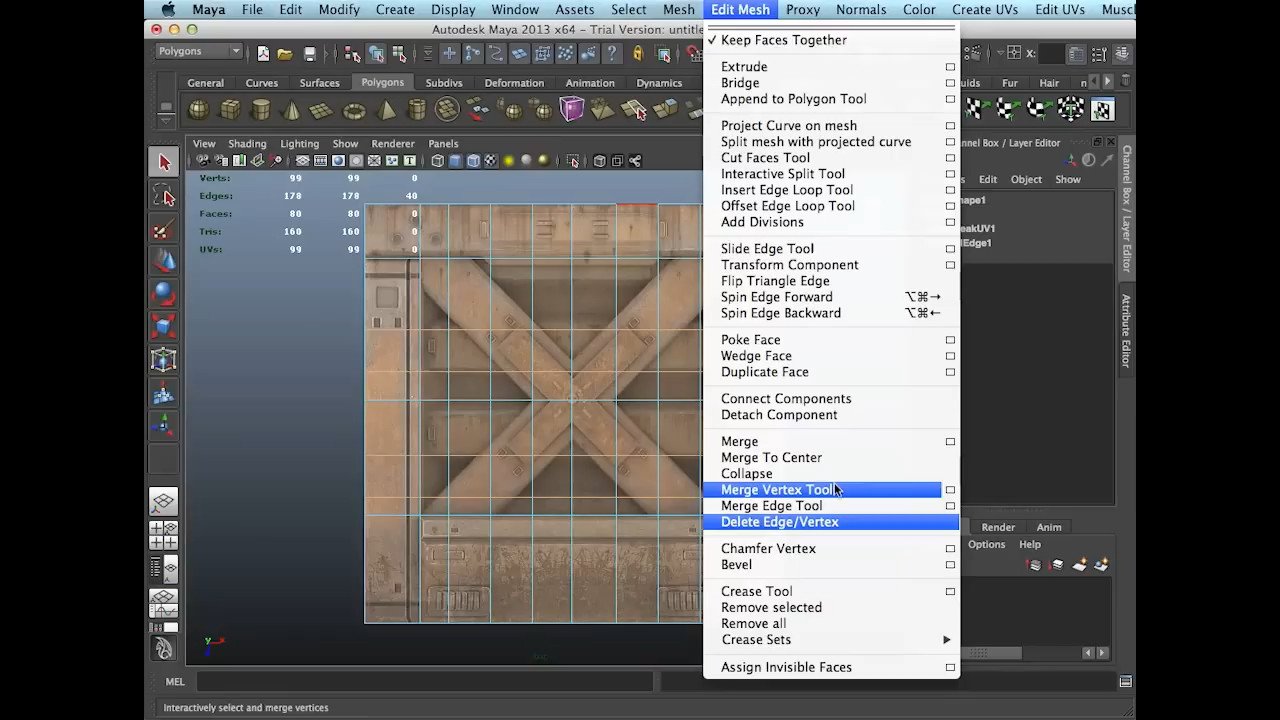 Maya File Edit Modify Create Display Window Assets Select Mesh Edit Mesh Proxy Normals Color Create UVs Edit UVs Muscl
Autodesk Maya 2013 x64 - Trial Version: untitle
Polygons
General Curves Surfaces Polygons Subdivs Deformation Animation Dynamics
uids Fur Hair
View Shading Lighting Show Renderer Panels
Verts: 99 99 0
Edges: 178 178 40
Faces: 80 80 0
Tris: 160 160 0
UVs: 99 99 0
Keep Faces Together
Extrude
Bridge
Append to Polygon Tool
Project Curve on mesh
Split mesh with projected curve
Cut Faces Tool
Interactive Split Tool
Insert Edge Loop Tool
Offset Edge Loop Tool
Add Divisions
Slide Edge Tool
Transform Component
Flip Triangle Edge
Spin Edge Forward ⌥⌘→
Spin Edge Backward ⌥⌘←
Poke Face
Wedge Face
Duplicate Face
Connect Components
Detach Component
Merge
Merge To Center
Collapse
Merge Vertex Tool
Merge Edge Tool
Delete Edge/Vertex
Chamfer Vertex
Bevel
Crease Tool
Remove selected
Remove all
Crease Sets
Assign Invisible Faces
nnel Box / Layer Editor
Edit Object Show
hape1
eakUV1
lEdge1
Channel Box / Layer Editor
Attribute Editor
Render Anim
Options Help
y x
MEL
Interactively select and merge vertices